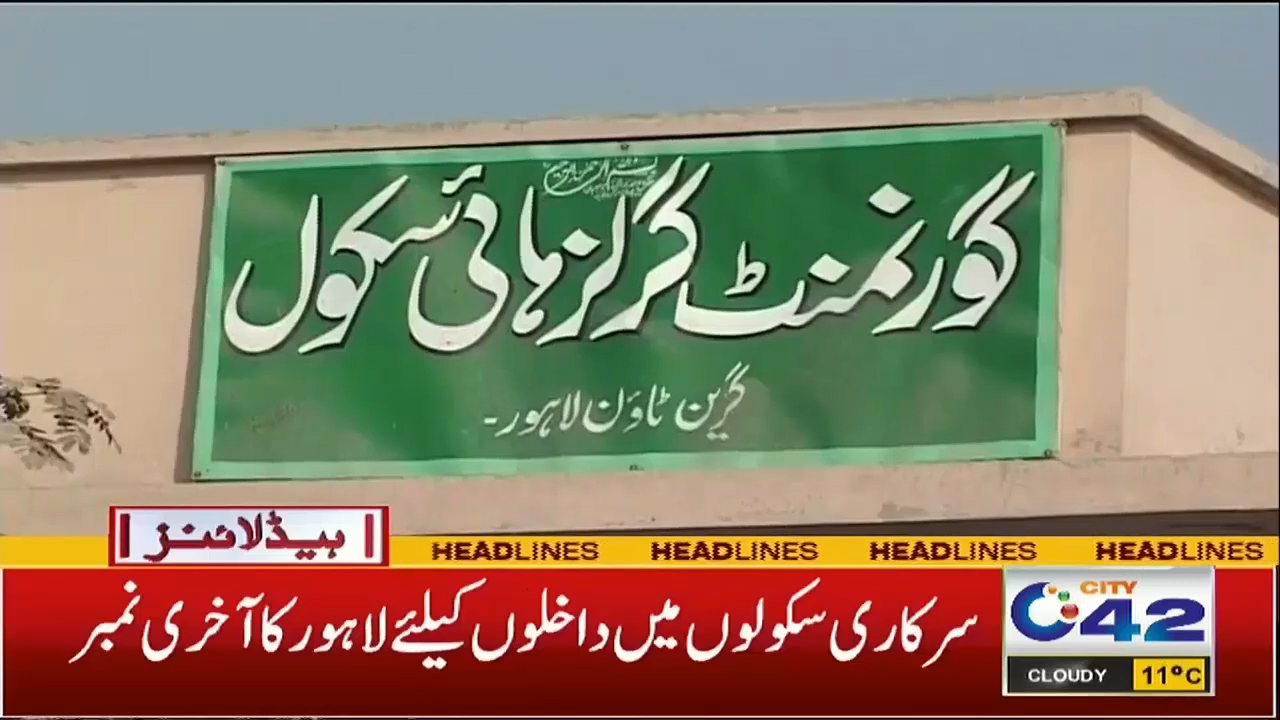 گورنمنٹ گرلز ہائی سکول
گرین ٹاؤن لاہور۔
ہیڈلائنز
HEADLINES HEADLINES HEADLINES HEADLINES
سرکاری سکولوں میں داخلوں کیلئے لاہور کا آخری نمبر
CITY
42
CLOUDY 11°C